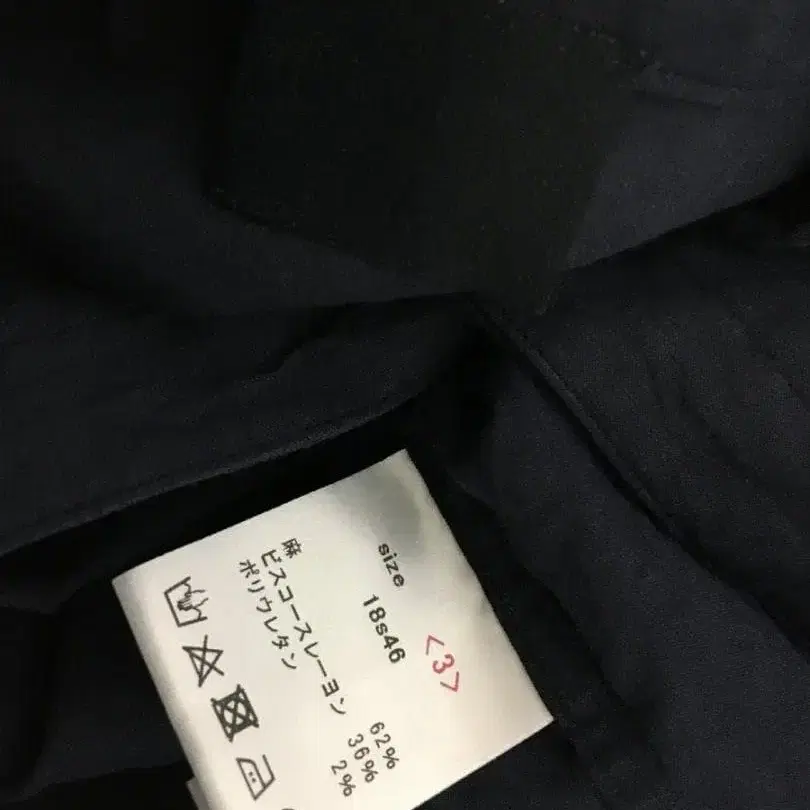 <3>
size 18s46
麻 62%
ビスコースレーヨン 36%
ポリウレタン 2%